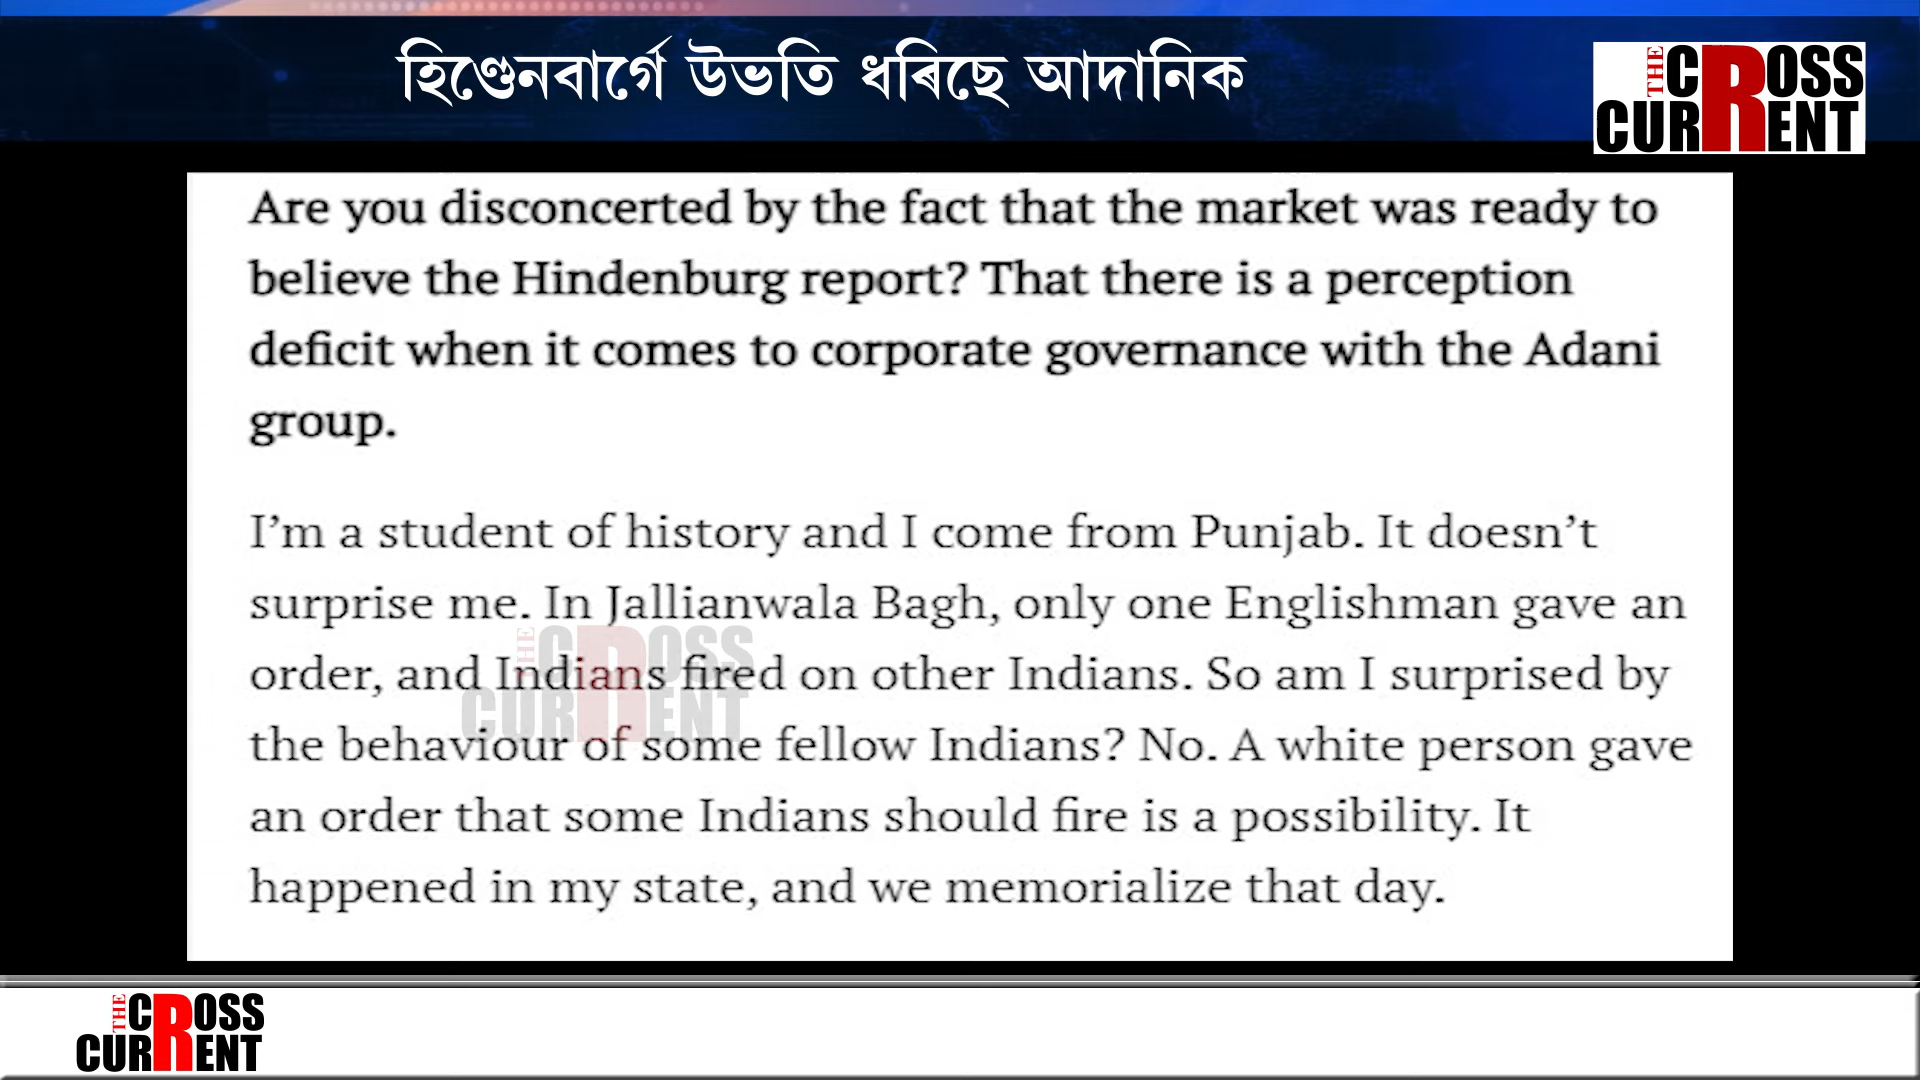 হিণ্ডেনবাৰ্গে উভতি ধৰিছে আদানিক
THE CROSS
CURRENT
Are you disconcerted by the fact that the market was ready to
believe the Hindenburg report? That there is a perception
deficit when it comes to corporate governance with the Adani
group.
I’m a student of history and I come from Punjab. It doesn’t
surprise me. In Jallianwala Bagh, only one Englishman gave an
order, and Indians fired on other Indians. So am I surprised by
the behaviour of some fellow Indians? No. A white person gave
an order that some Indians should fire is a possibility. It
happened in my state, and we memorialize that day.
THE CROSS
CURRENT
THE CROSS
CURRENT